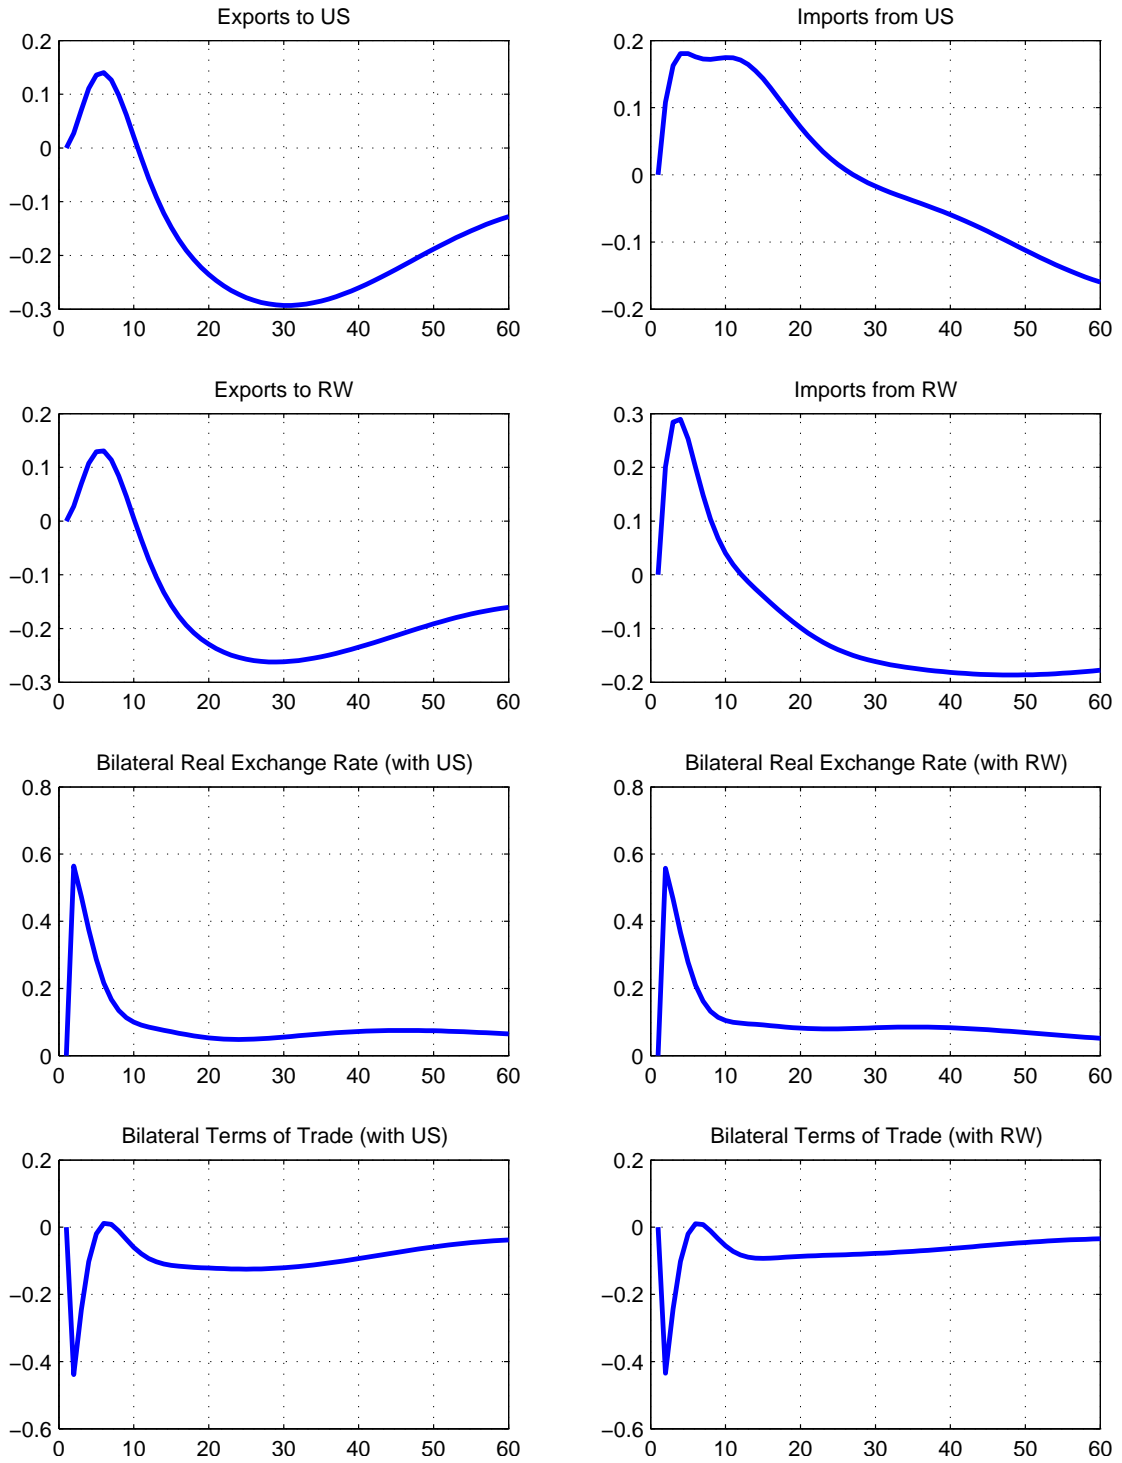 Exports to US
0.2
0.1
0
−0.1
−0.2
−0.3
0 10 20 30 40 50 60
Imports from US
0.2
0.1
0
−0.1
−0.2
0 10 20 30 40 50 60
Exports to RW
0.2
0.1
0
−0.1
−0.2
−0.3
0 10 20 30 40 50 60
Imports from RW
0.3
0.2
0.1
0
−0.1
−0.2
0 10 20 30 40 50 60
Bilateral Real Exchange Rate (with US)
0.8
0.6
0.4
0.2
0
0 10 20 30 40 50 60
Bilateral Real Exchange Rate (with RW)
0.8
0.6
0.4
0.2
0
0 10 20 30 40 50 60
Bilateral Terms of Trade (with US)
0.2
0
−0.2
−0.4
−0.6
0 10 20 30 40 50 60
Bilateral Terms of Trade (with RW)
0.2
0
−0.2
−0.4
−0.6
0 10 20 30 40 50 60